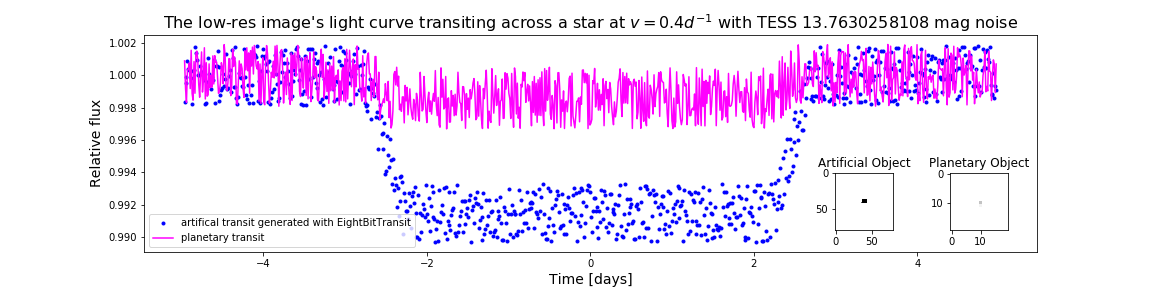 The low-res image's light curve transiting across a star at v = 0.4d⁻¹ with TESS 13.7630258108 mag noise
Relative flux
1.002
1.000
0.998
0.996
0.994
0.992
0.990
−4
−2
0
2
4
Time [days]
artifical transit generated with EightBitTransit
planetary transit
Artificial Object
0
50
0
50
Planetary Object
0
10
0
10